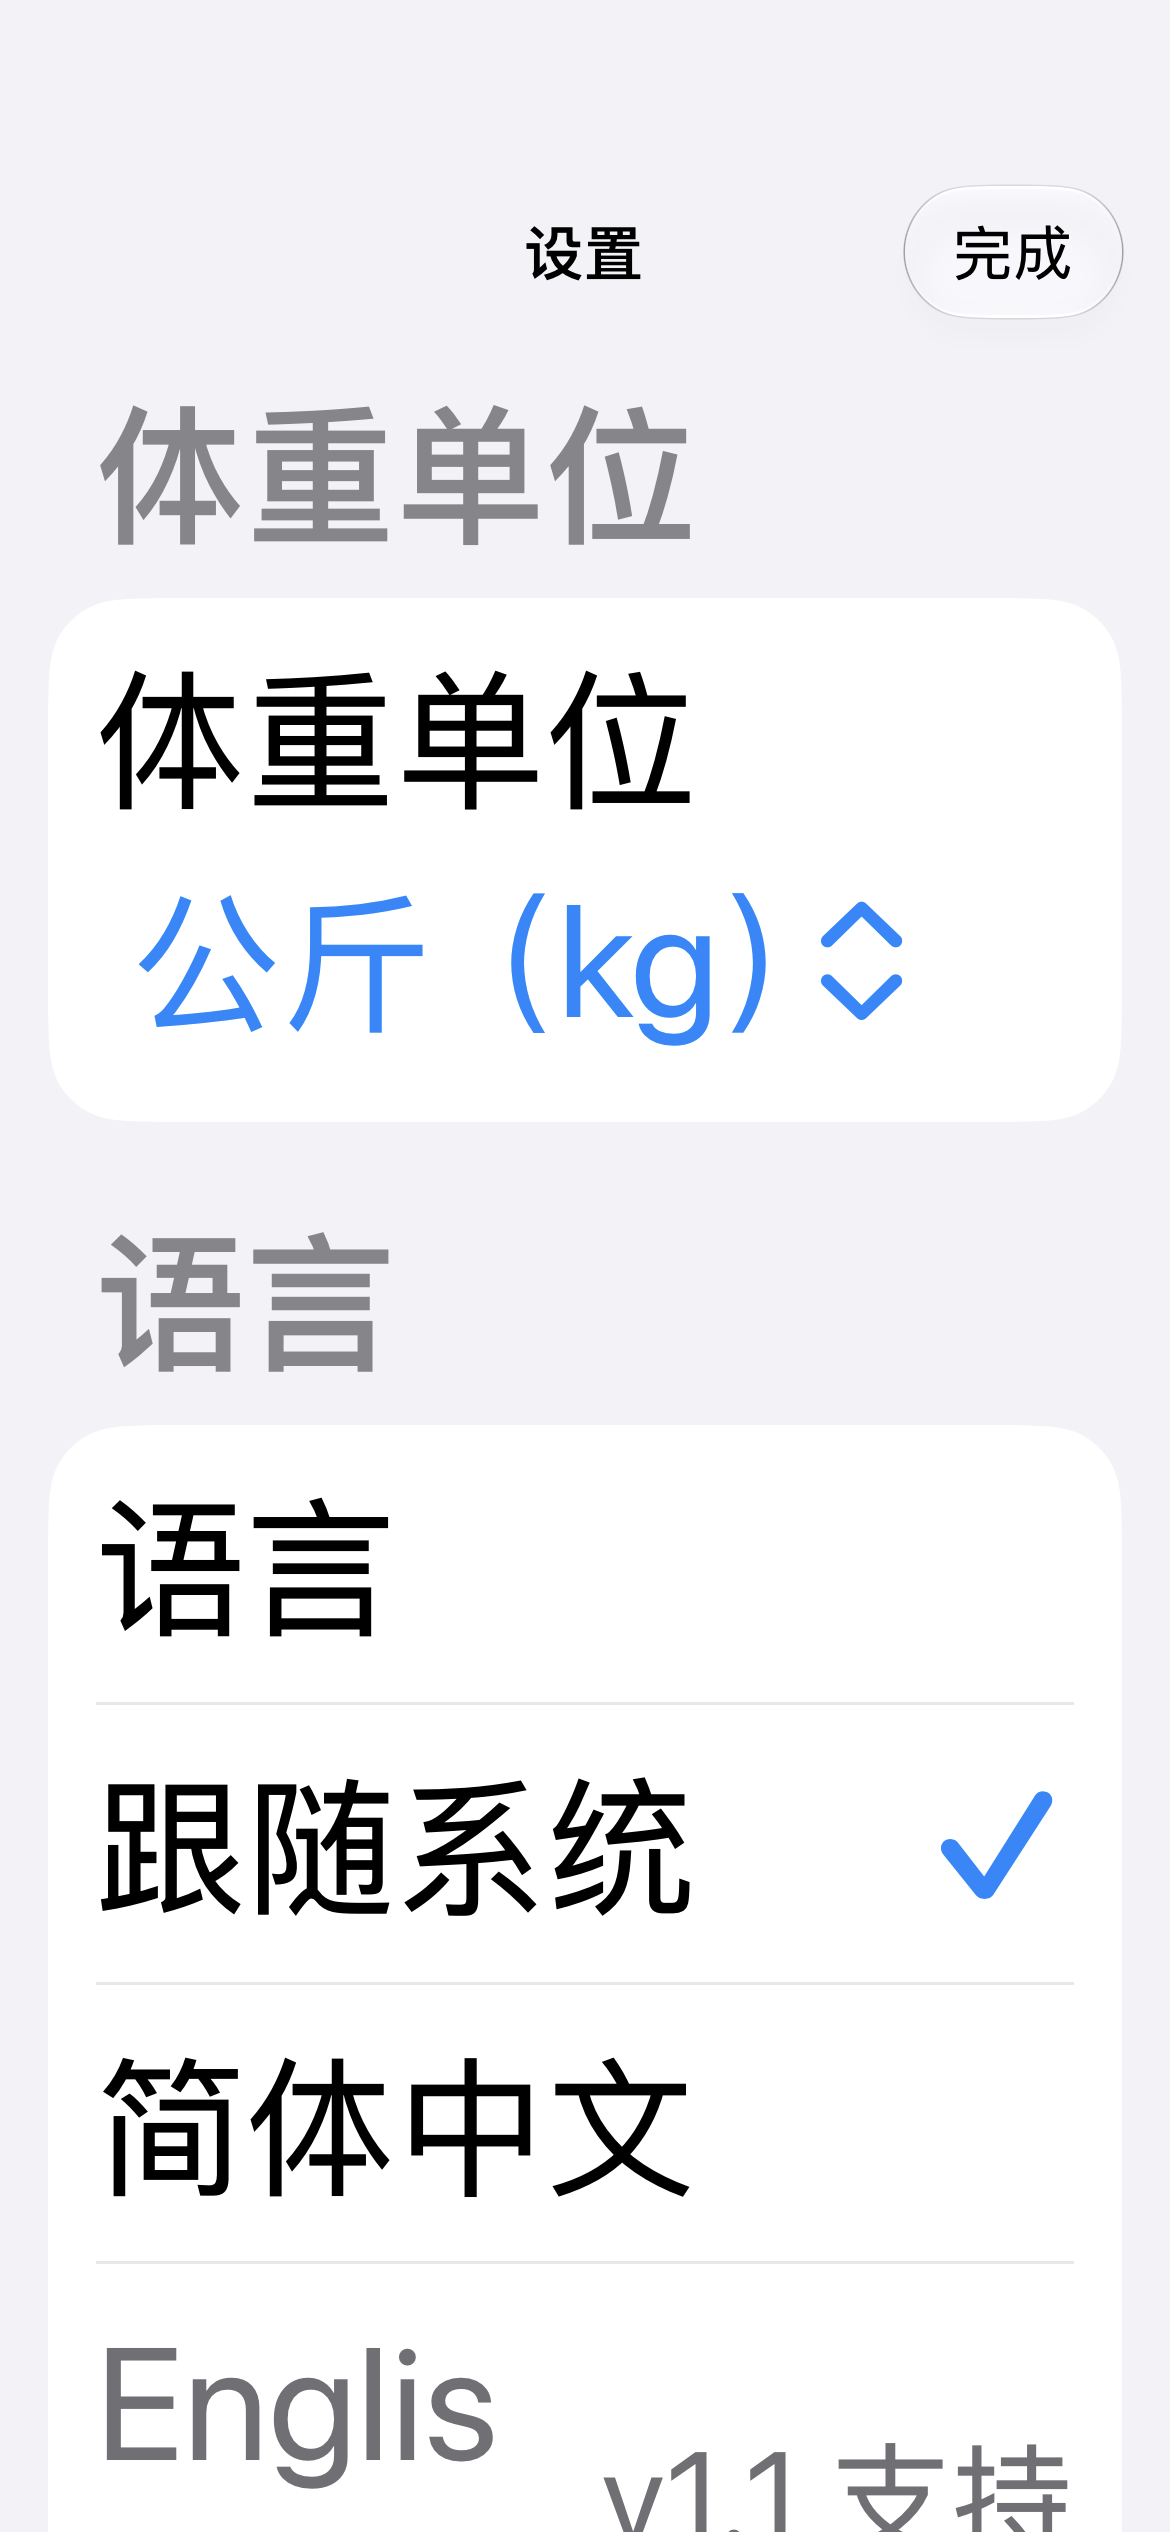 设置
完成
体重单位
体重单位
公斤（kg）
语言
语言
跟随系统
简体中文
Englis
v1.1 支持